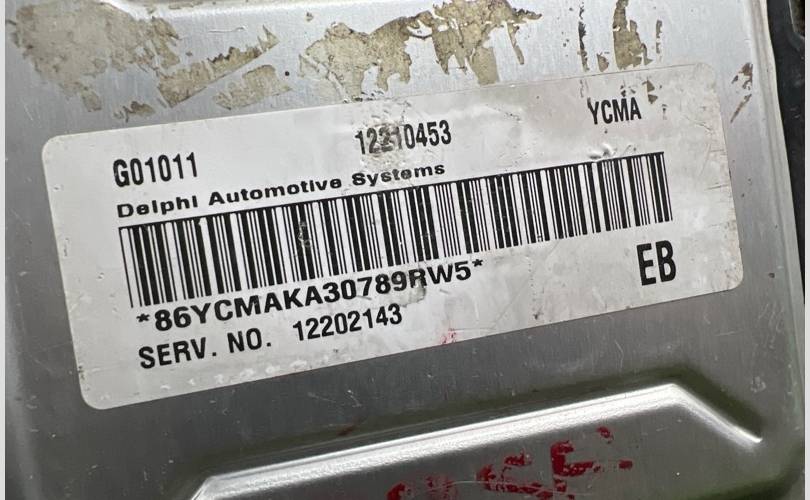 G01011 12210453 YCMA
Delphi Automotive Systems
*86YCMAKA30789RW5*
EB
SERV. NO. 12202143